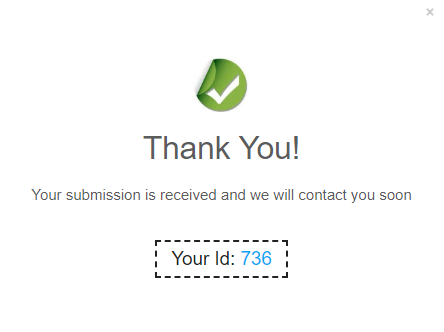 ×
Thank You!
Your submission is received and we will contact you soon
Your Id: 736